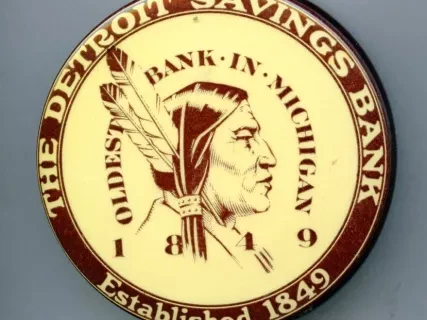 THE DETROIT SAVINGS BANK
OLDEST BANK · IN · MICHIGAN
1 8 4 9
Established 1849